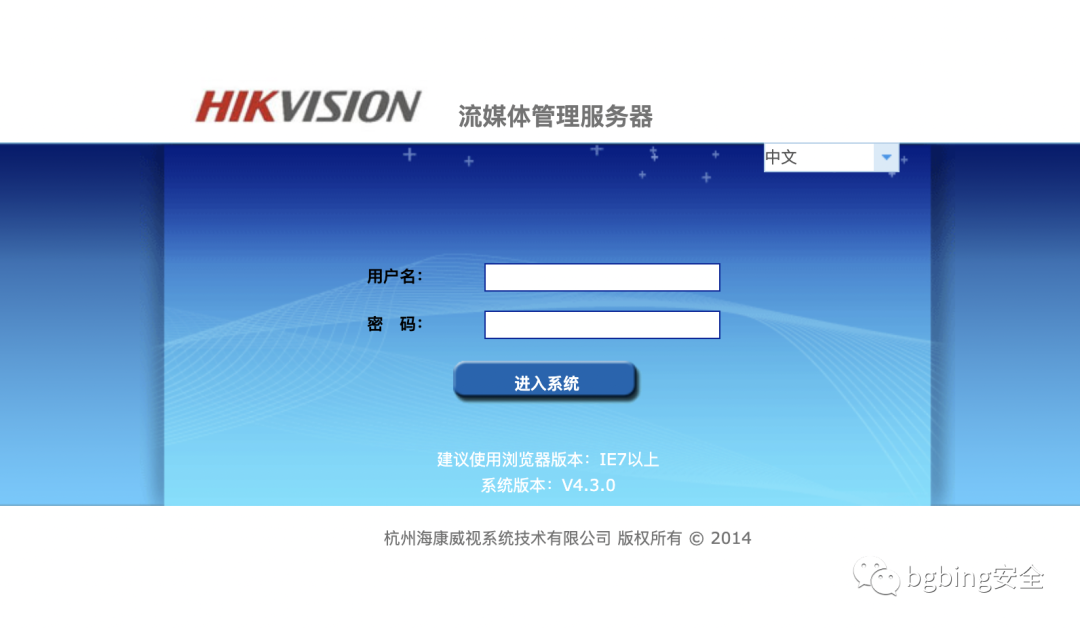 HIKVISION 流媒体管理服务器
中文
用户名：
密 码：
进入系统
建议使用浏览器版本：IE7以上
系统版本：V4.3.0
杭州海康威视系统技术有限公司 版权所有 © 2014
bgbing安全